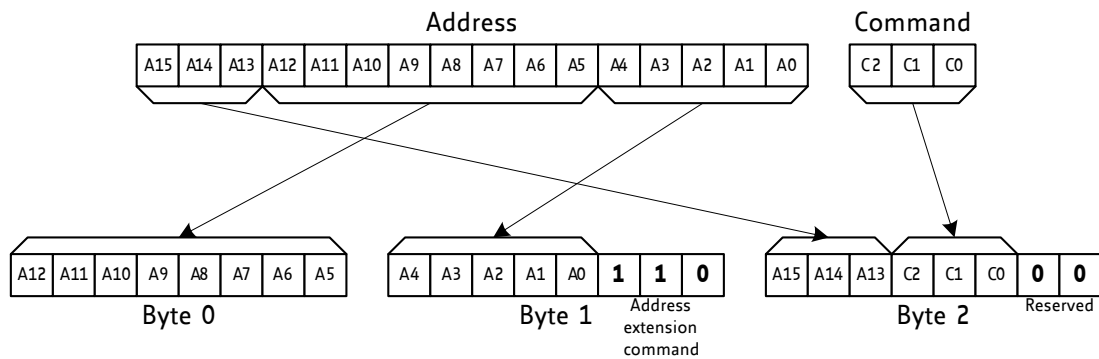 Address Command
A15 A14 A13 A12 A11 A10 A9 A8 A7 A6 A5 A4 A3 A2 A1 A0 C2 C1 C0
A12 A11 A10 A9 A8 A7 A6 A5 A4 A3 A2 A1 A0 1 1 0 A15 A14 A13 C2 C1 C0 0 0
Byte 0 Byte 1 Byte 2 Reserved
Address
extension
command